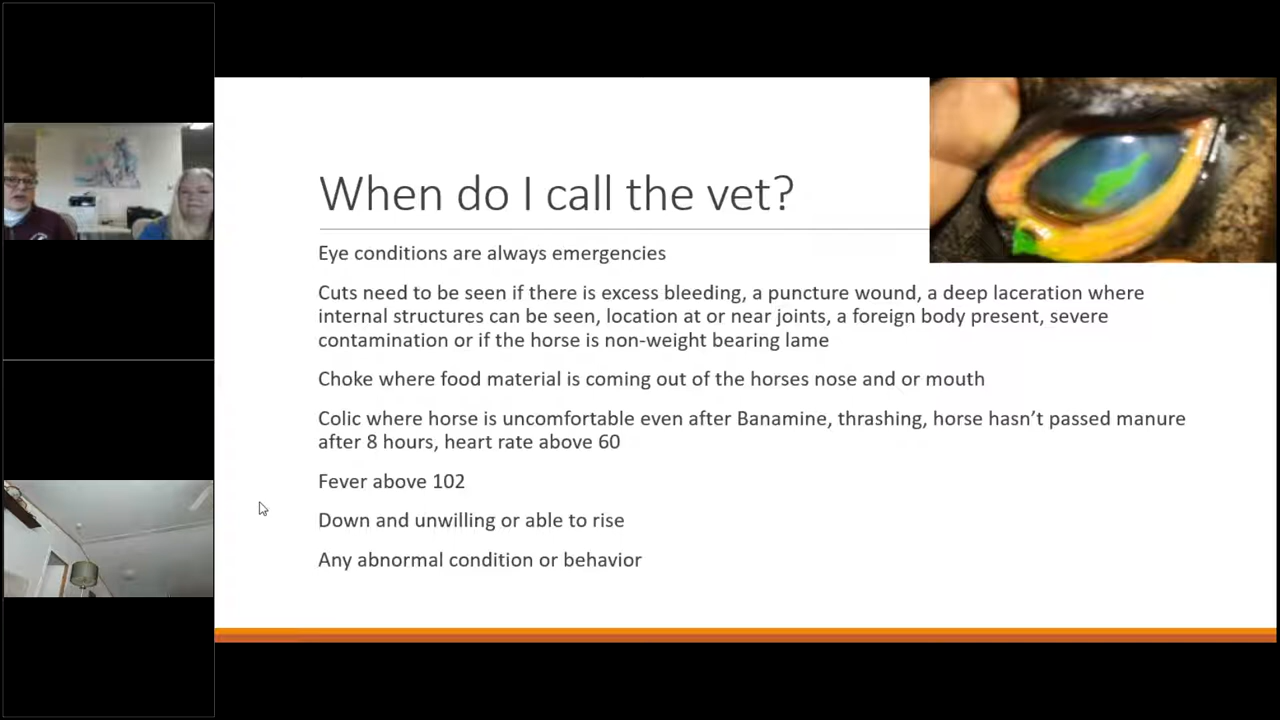 When do I call the vet?
Eye conditions are always emergencies
Cuts need to be seen if there is excess bleeding, a puncture wound, a deep laceration where
internal structures can be seen, location at or near joints, a foreign body present, severe
contamination or if the horse is non-weight bearing lame
Choke where food material is coming out of the horses nose and or mouth
Colic where horse is uncomfortable even after Banamine, thrashing, horse hasn’t passed manure
after 8 hours, heart rate above 60
Fever above 102
Down and unwilling or able to rise
Any abnormal condition or behavior